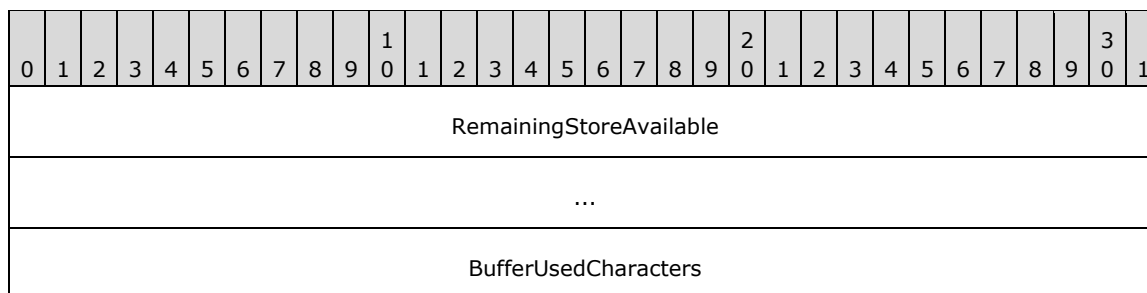 1 2 3
0 1 2 3 4 5 6 7 8 9 0 1 2 3 4 5 6 7 8 9 0 1 2 3 4 5 6 7 8 9 0 1
RemainingStoreAvailable
...
BufferUsedCharacters